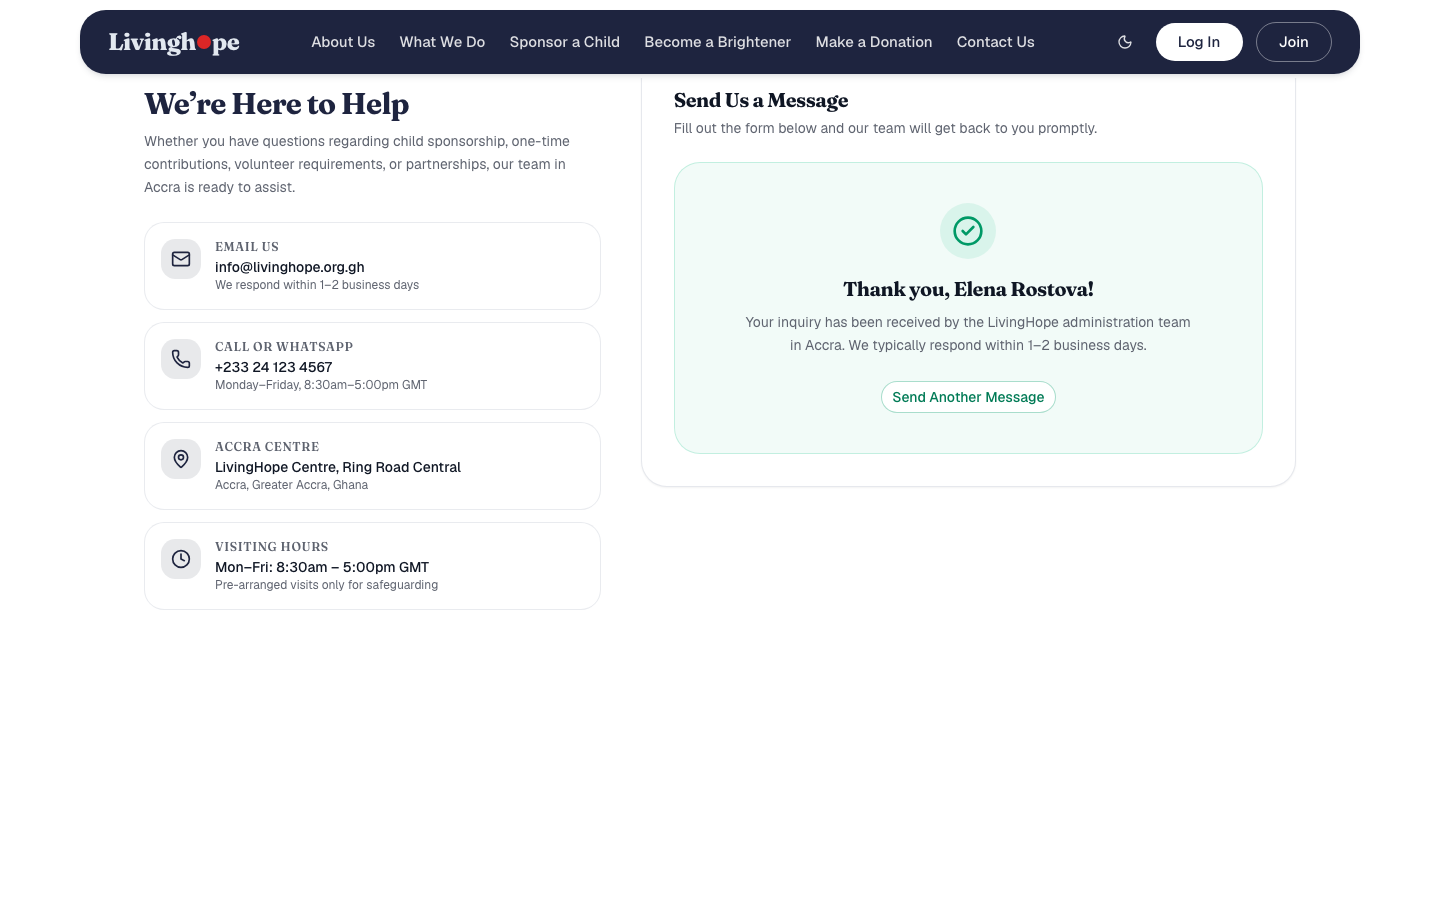 Livinghope
About Us
What We Do
Sponsor a Child
Become a Brightener
Make a Donation
Contact Us
Log In
Join
We’re Here to Help
Whether you have questions regarding child sponsorship, one-time
contributions, volunteer requirements, or partnerships, our team in
Accra is ready to assist.
EMAIL US
info@livinghope.org.gh
We respond within 1–2 business days
CALL OR WHATSAPP
+233 24 123 4567
Monday–Friday, 8:30am–5:00pm GMT
ACCRA CENTRE
LivingHope Centre, Ring Road Central
Accra, Greater Accra, Ghana
VISITING HOURS
Mon–Fri: 8:30am – 5:00pm GMT
Pre-arranged visits only for safeguarding
Send Us a Message
Fill out the form below and our team will get back to you promptly.
Thank you, Elena Rostova!
Your inquiry has been received by the LivingHope administration team
in Accra. We typically respond within 1–2 business days.
Send Another Message